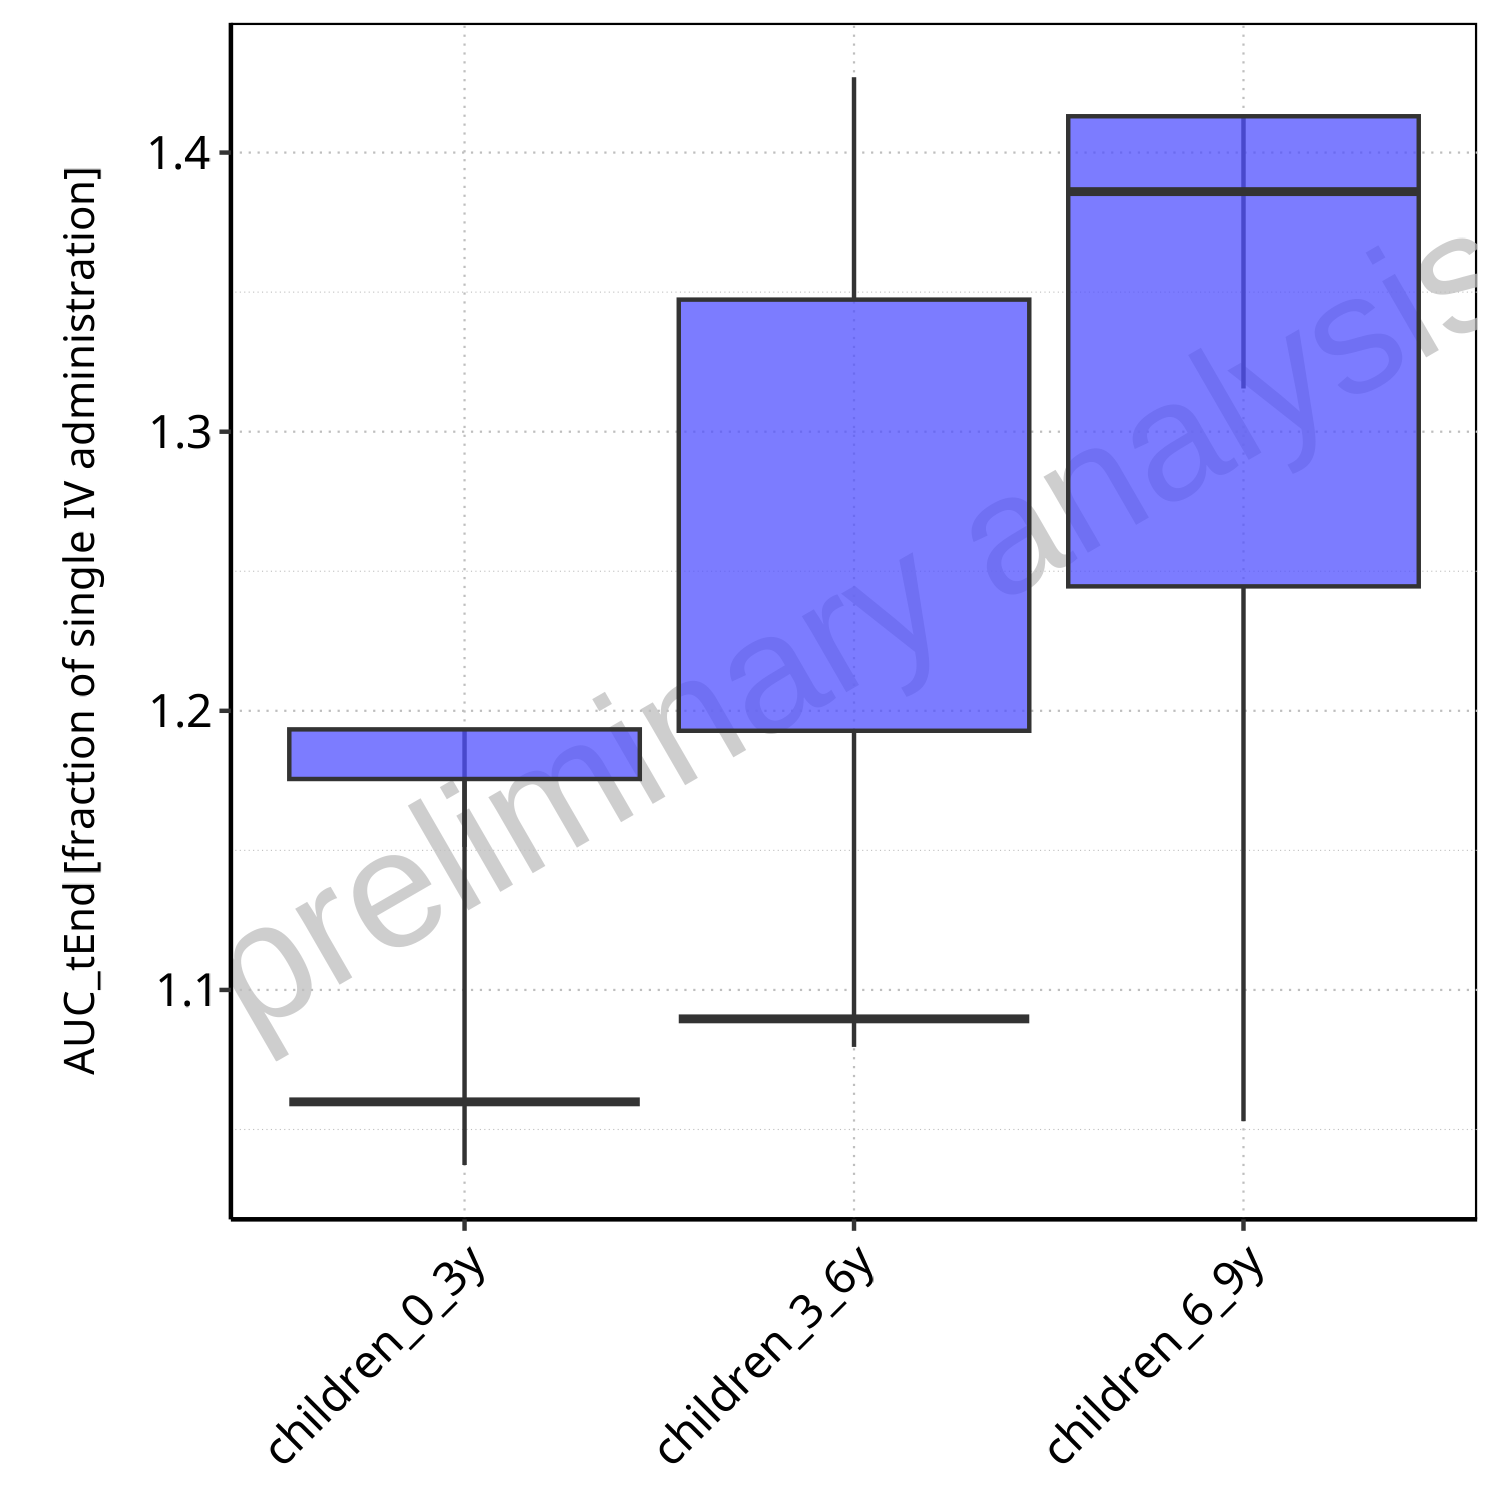 AUC_tEnd [fraction of single IV administration]
1.4
1.3
1.2
1.1
preliminary analysis
children_0_3y
children_3_6y
children_6_9y